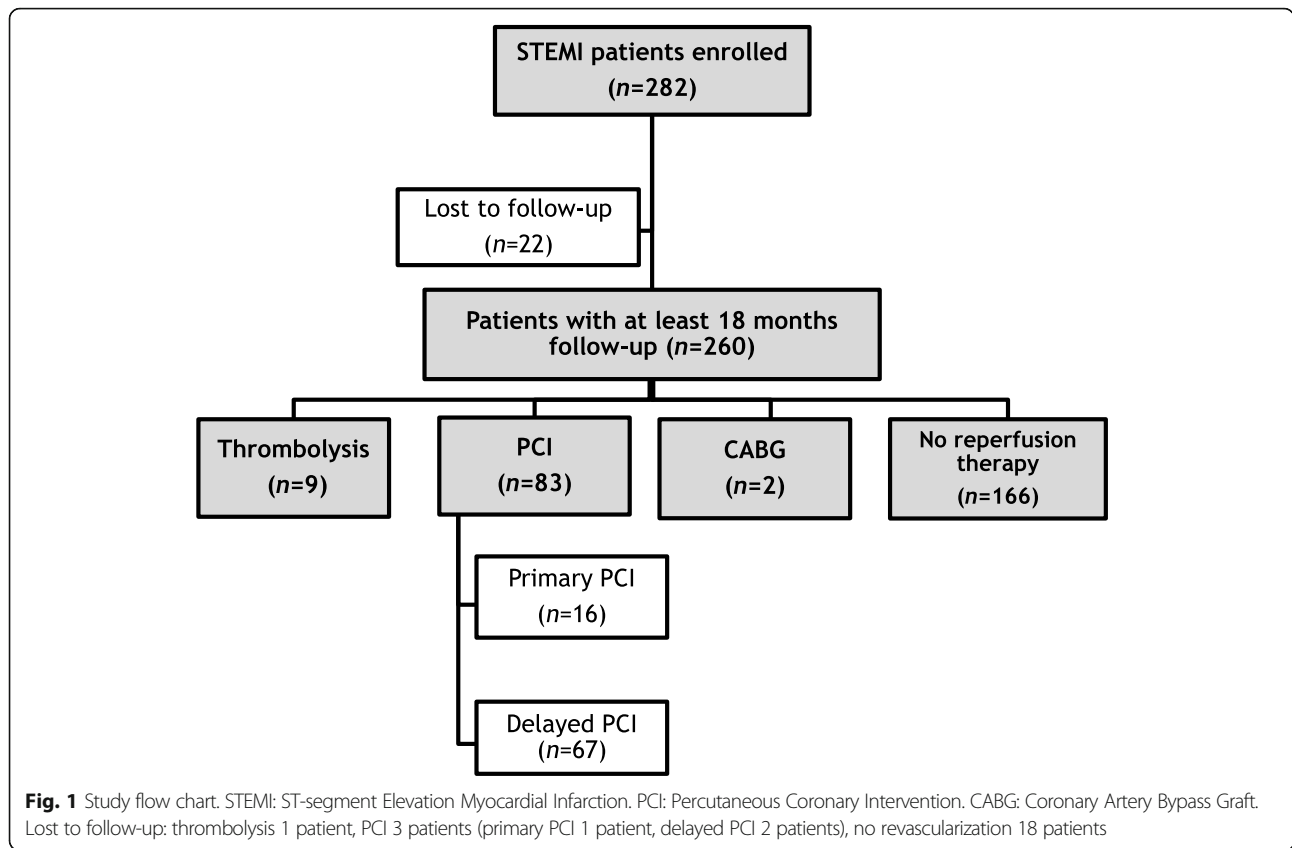 STEMI patients enrolled
(n=282)
Lost to follow-up
(n=22)
Patients with at least 18 months
follow-up (n=260)
Thrombolysis
(n=9)
PCI
(n=83)
CABG
(n=2)
No reperfusion
therapy
(n=166)
Primary PCI
(n=16)
Delayed PCI
(n=67)
Fig. 1 Study flow chart. STEMI: ST-segment Elevation Myocardial Infarction. PCI: Percutaneous Coronary Intervention. CABG: Coronary Artery Bypass Graft.
Lost to follow-up: thrombolysis 1 patient, PCI 3 patients (primary PCI 1 patient, delayed PCI 2 patients), no revascularization 18 patients